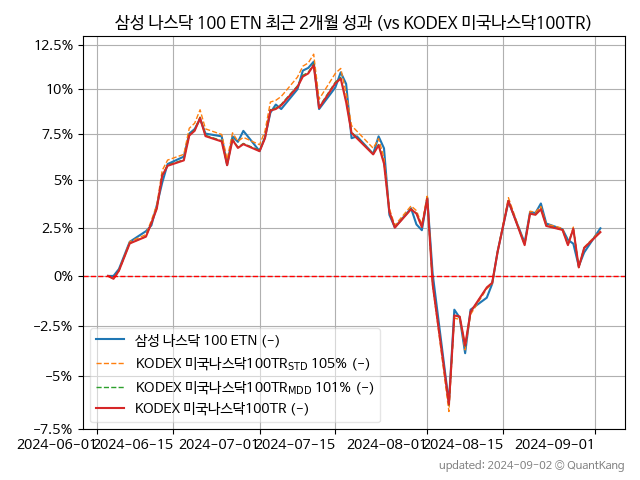 삼성 나스닥 100 ETN 최근 2개월 성과 (vs KODEX 미국나스닥100TR)
12.5%
10%
7.5%
5%
2.5%
0%
−2.5%
−5%
−7.5%
삼성 나스닥 100 ETN (-)
KODEX 미국나스닥100TR_STD 105% (-)
KODEX 미국나스닥100TR_MDD 101% (-)
KODEX 미국나스닥100TR (-)
2024-06-01 2024-06-15 2024-07-01 2024-07-15 2024-08-01 2024-08-15 2024-09-01
updated: 2024-09-02 © QuantKang